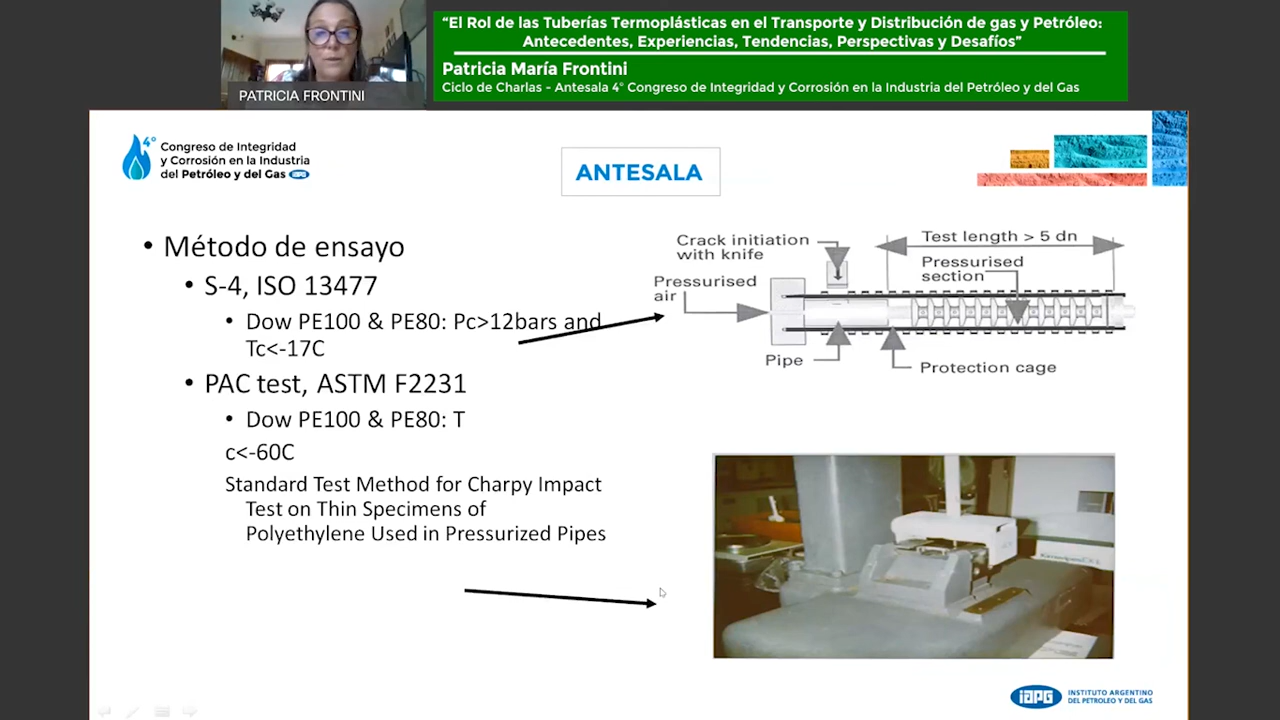 "El Rol de las Tuberías Termoplásticas en el Transporte y Distribución de gas y Petróleo:
Antecedentes, Experiencias, Tendencias, Perspectivas y Desafíos"
Patricia María Frontini
Ciclo de Charlas - Antesala 4° Congreso de Integridad y Corrosión en la Industria del Petróleo y del Gas
PATRICIA FRONTINI
4°
Congreso de Integridad
y Corrosión en la Industria
del Petróleo y del Gas iapg
ANTESALA
• Método de ensayo
• S-4, ISO 13477
• Dow PE100 & PE80: Pc>12bars and
Tc<-17C
• PAC test, ASTM F2231
• Dow PE100 & PE80: T
c<-60C
Standard Test Method for Charpy Impact
Test on Thin Specimens of
Polyethylene Used in Pressurized Pipes
Crack initiation
with knife
Test length > 5 dn
Pressurised
section
Pressurised
air
Pipe
Protection cage
iapg
INSTITUTO ARGENTINO
DEL PETROLEO Y DEL GAS